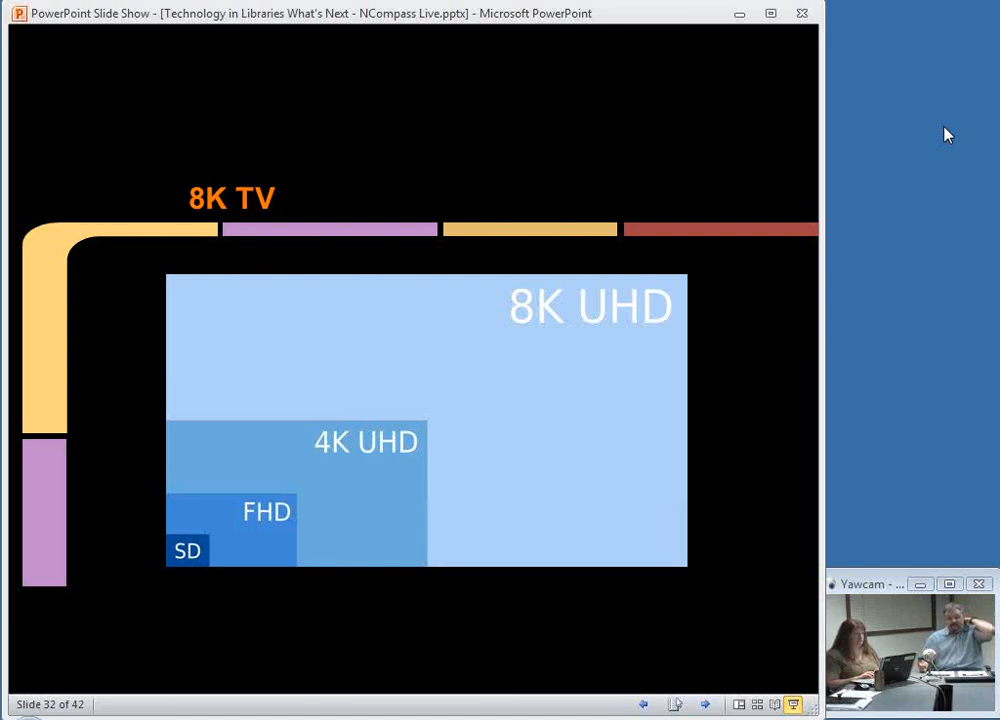 PowerPoint Slide Show - [Technology in Libraries What's Next - NCompass Live.pptx] - Microsoft PowerPoint
8K TV
8K UHD
4K UHD
FHD
SD
Yawcam - ...
Slide 32 of 42